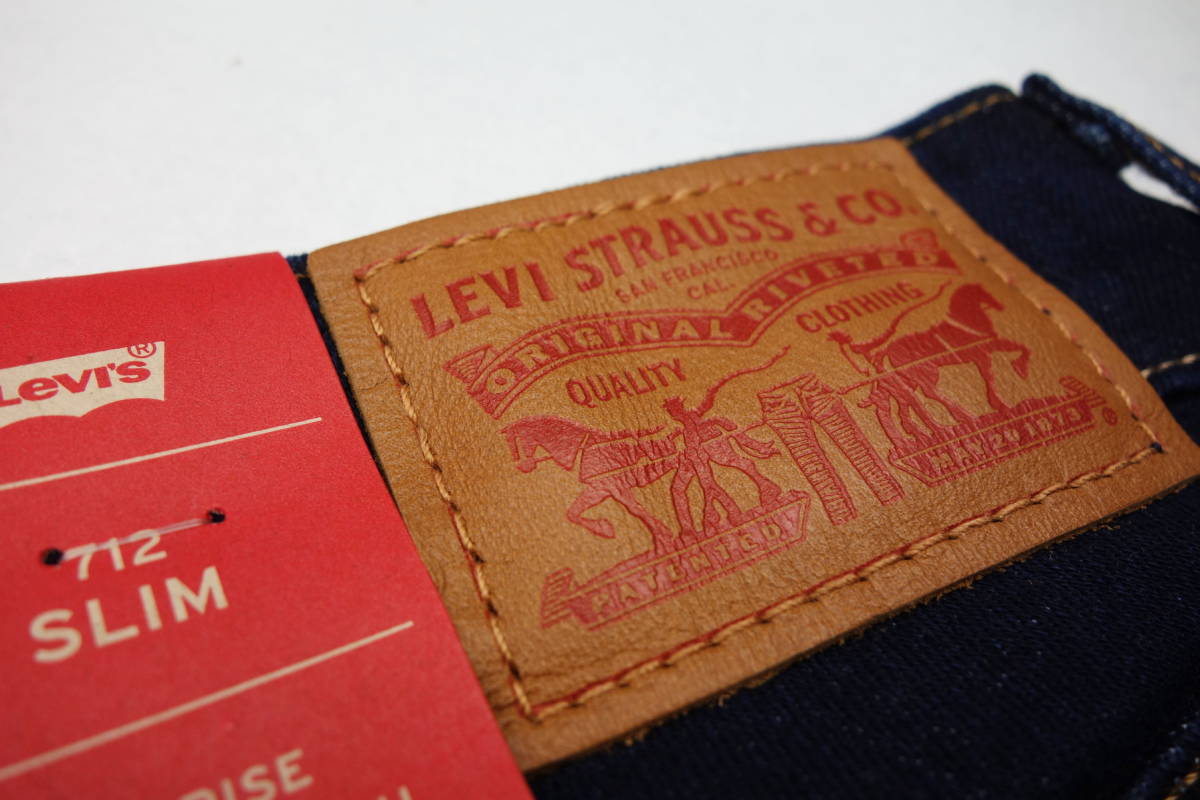 Levi's®
712
SLIM
RISE
LEVI STRAUSS & CO.
SAN FRANCISCO
CAL.
ORIGINAL RIVETED
QUALITY CLOTHING
PATENTED
MAY 20 1873
®